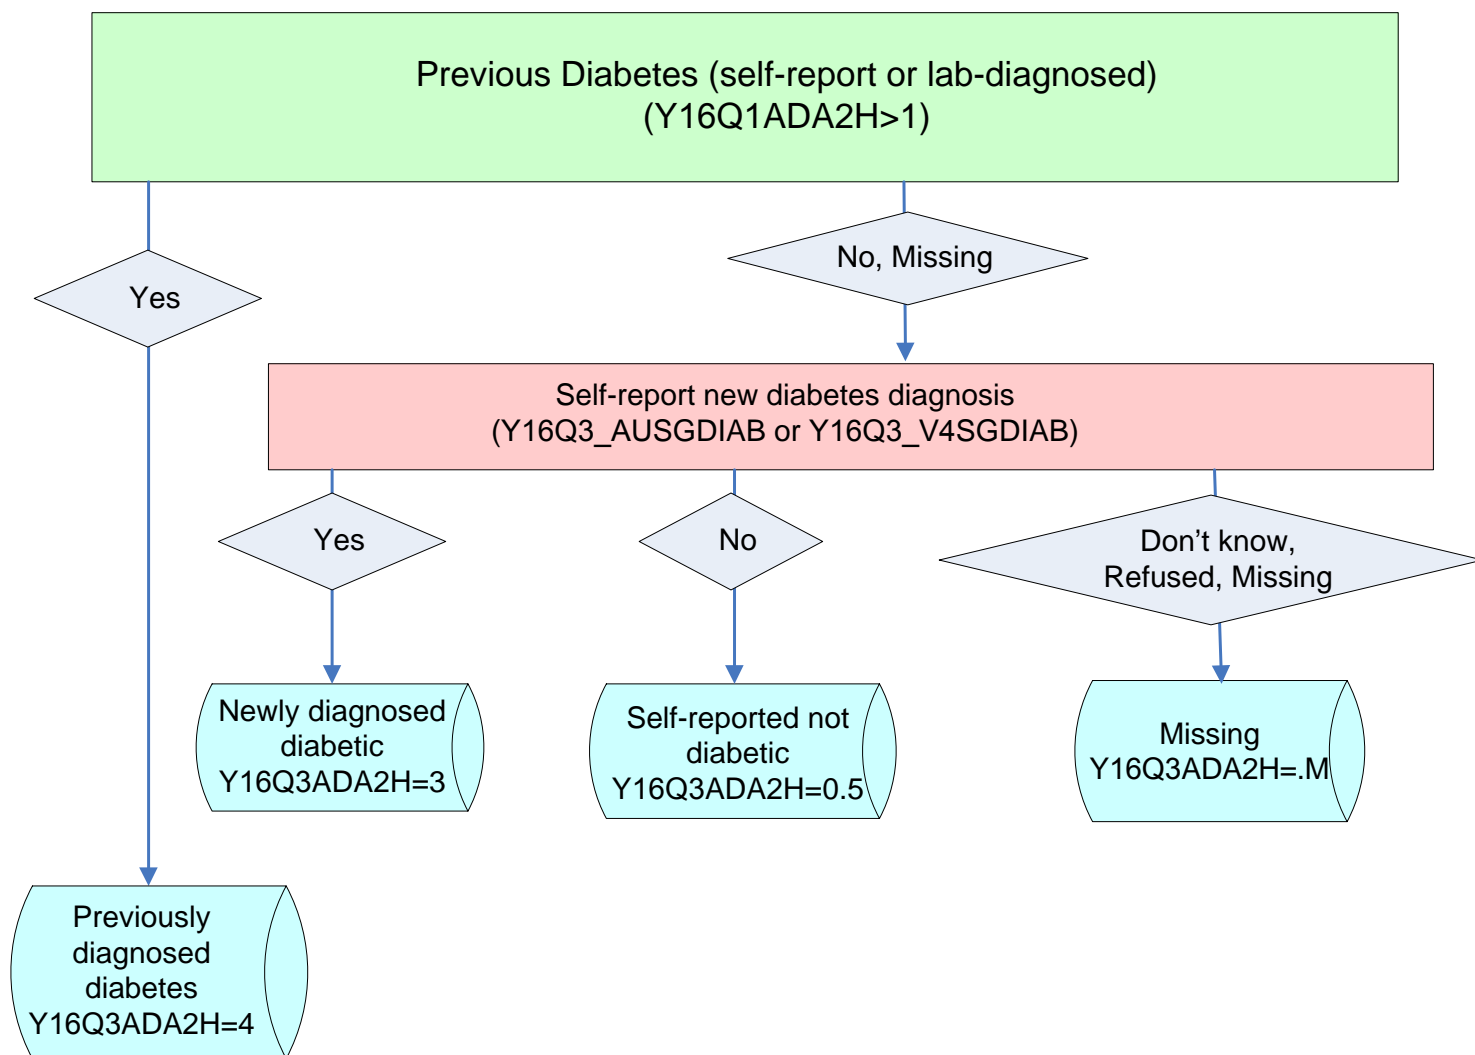 Previous Diabetes (self-report or lab-diagnosed)
(Y16Q1ADA2H>1)
No, Missing
Yes
Self-report new diabetes diagnosis
(Y16Q3_AUSGDIAB or Y16Q3_V4SGDIAB)
Yes
No
Don't know,
Refused, Missing
Newly diagnosed
diabetic
Y16Q3ADA2H=3
Self-reported not
diabetic
Y16Q3ADA2H=0.5
Missing
Y16Q3ADA2H=.M
Previously
diagnosed
diabetes
Y16Q3ADA2H=4